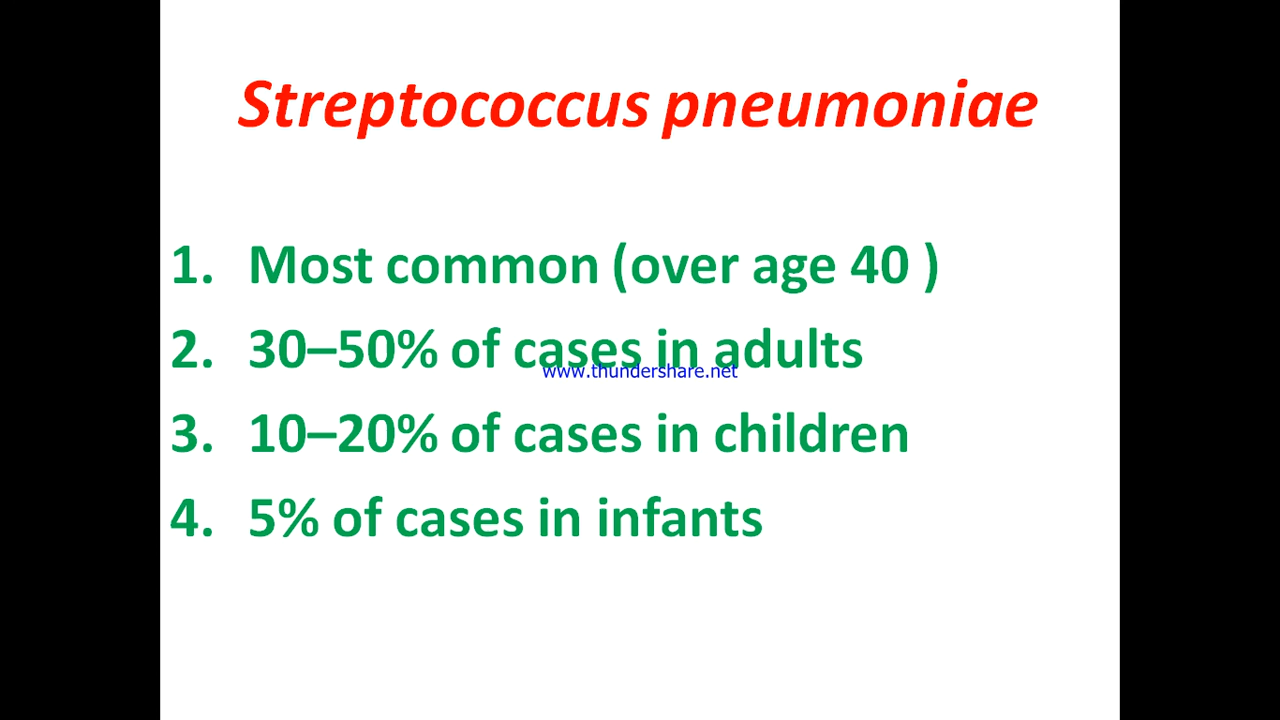 Streptococcus pneumoniae
1. Most common (over age 40 )
2. 30–50% of cases in adults
www.thundershare.net
3. 10–20% of cases in children
4. 5% of cases in infants